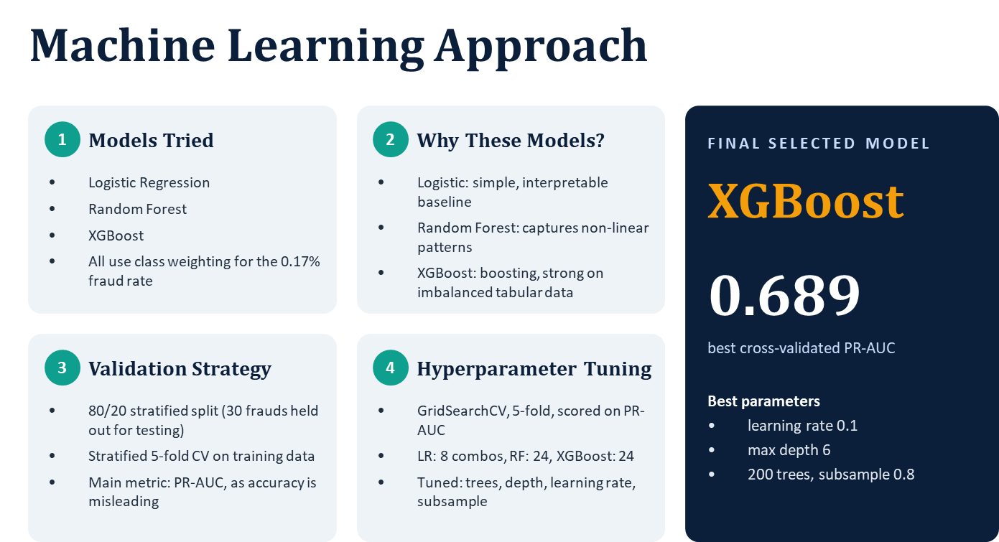 Machine Learning Approach
1 Models Tried
• Logistic Regression
• Random Forest
• XGBoost
• All use class weighting for the 0.17%
fraud rate
2 Why These Models?
• Logistic: simple, interpretable
baseline
• Random Forest: captures non-linear
patterns
• XGBoost: boosting, strong on
imbalanced tabular data
3 Validation Strategy
• 80/20 stratified split (30 frauds held
out for testing)
• Stratified 5-fold CV on training data
• Main metric: PR-AUC, as accuracy is
misleading
4 Hyperparameter Tuning
• GridSearchCV, 5-fold, scored on PR-
AUC
• LR: 8 combos, RF: 24, XGBoost: 24
• Tuned: trees, depth, learning rate,
subsample
FINAL SELECTED MODEL
XGBoost
0.689
best cross-validated PR-AUC
Best parameters
• learning rate 0.1
• max depth 6
• 200 trees, subsample 0.8